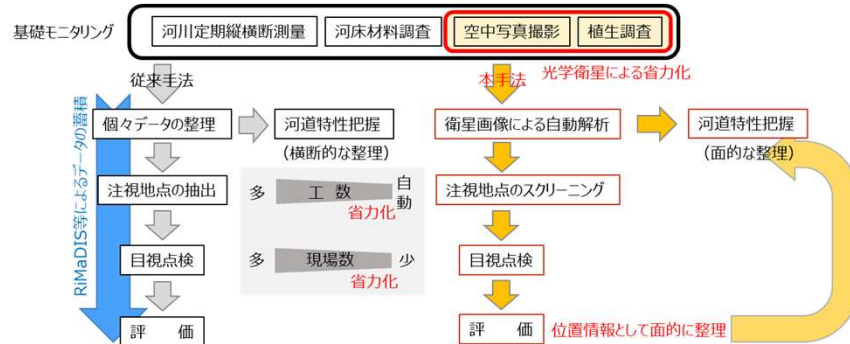 基礎モニタリング
河川定期縦横断測量
河床材料調査
空中写真撮影
植生調査
従来手法
本手法
光学衛星による省力化
RiMaDIS等によるデータの蓄積
個々データの整理
河道特性把握
(横断的な整理)
衛星画像による自動解析
河道特性把握
(面的な整理)
注視地点の抽出
多
工 数
自動
省力化
注視地点のスクリーニング
目視点検
多
現場数
少
省力化
目視点検
評 価
評 価
位置情報として面的に整理